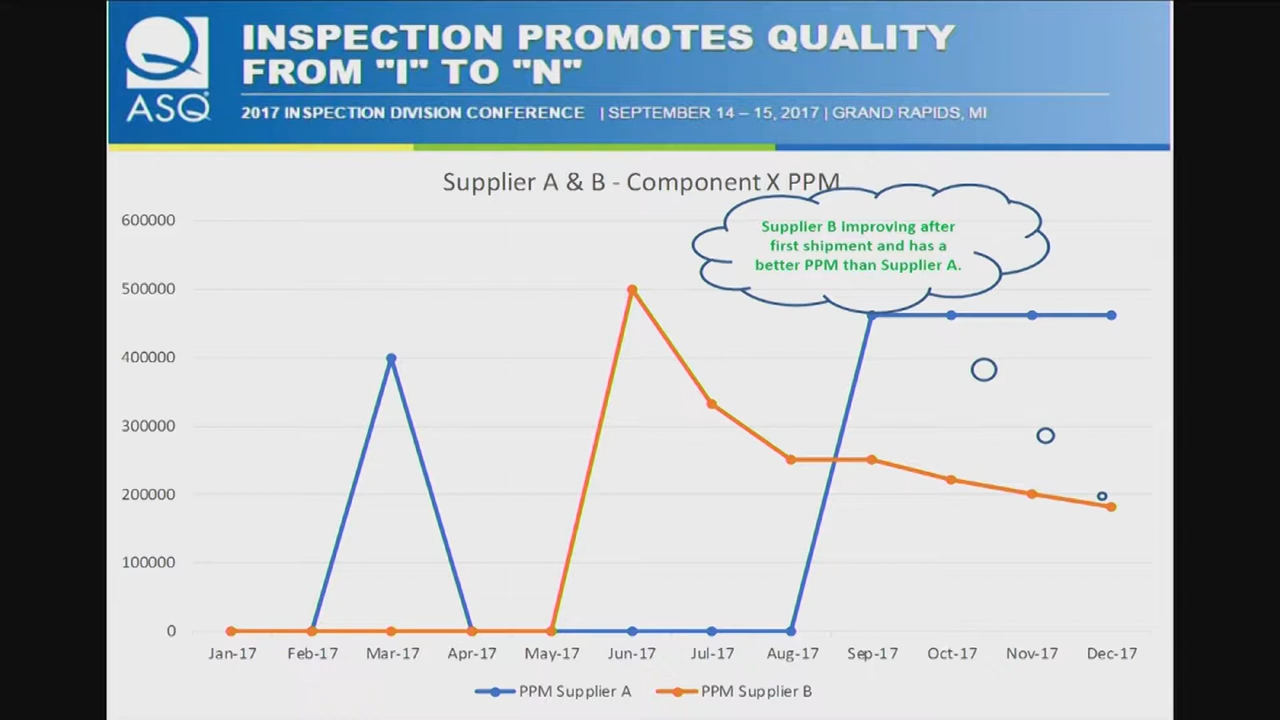 INSPECTION PROMOTES QUALITY
FROM "I" TO "N"
ASQ
2017 INSPECTION DIVISION CONFERENCE | SEPTEMBER 14 – 15, 2017 | GRAND RAPIDS, MI
Supplier A & B - Component X PPM
Supplier B improving after
first shipment and has a
better PPM than Supplier A.
600000
500000
400000
300000
200000
100000
0
Jan-17 Feb-17 Mar-17 Apr-17 May-17 Jun-17 Jul-17 Aug-17 Sep-17 Oct-17 Nov-17 Dec-17
PPM Supplier A PPM Supplier B